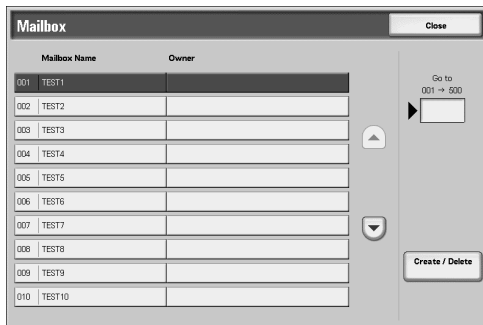 Mailbox
Close
Mailbox Name Owner
001 TEST1
002 TEST2
003 TEST3
004 TEST4
005 TEST5
006 TEST6
007 TEST7
008 TEST8
009 TEST9
010 TEST10
Go to
001 → 500
Create / Delete